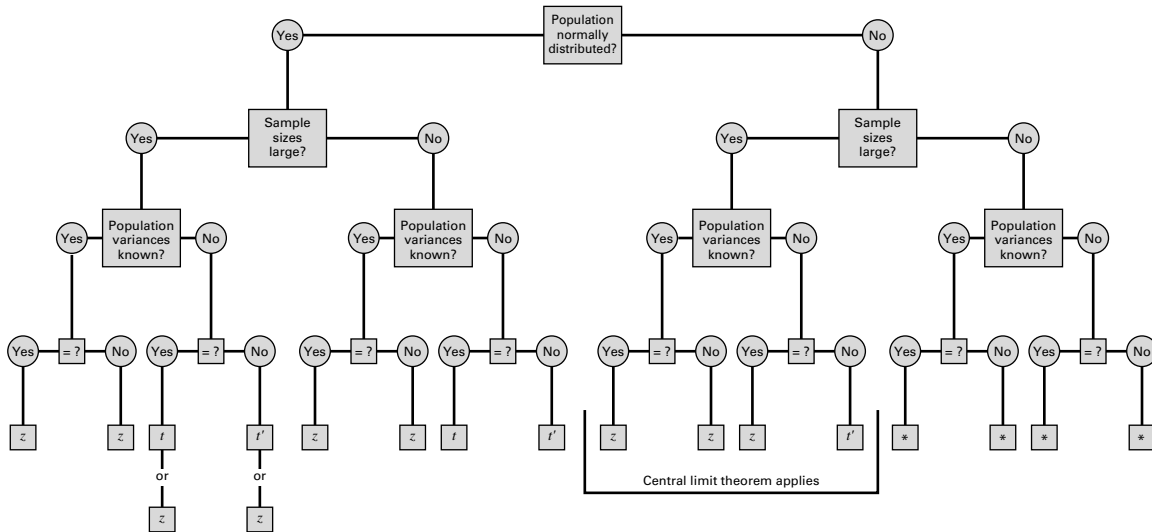 Population
normally
distributed?
Yes
No
Sample
sizes
large?
Yes
No
Sample
sizes
large?
Yes
No
Population
variances
known?
Yes
No
Population
variances
known?
Yes
No
Population
variances
known?
Yes
No
Population
variances
known?
Yes
No
Yes = ? No
Yes = ? No
Yes = ? No
Yes = ? No
Yes = ? No
Yes = ? No
Yes = ? No
Yes = ? No
z z t t' z z t t' z z z t' * * * *
or or
z z
Central limit theorem applies